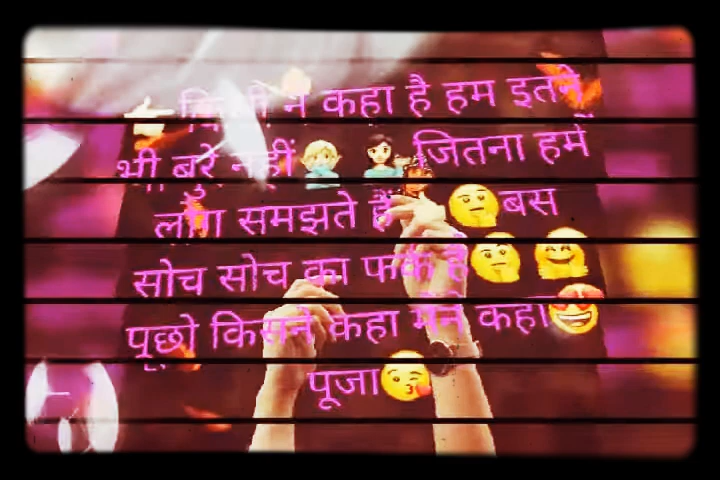 किसी ने कहा है हम इतने
भी बुरे नहीं जितना हमें
लोग समझते हैं बस
सोच सोच का फर्क है
पूछो किसने कहा मैंने कहा
पूजा